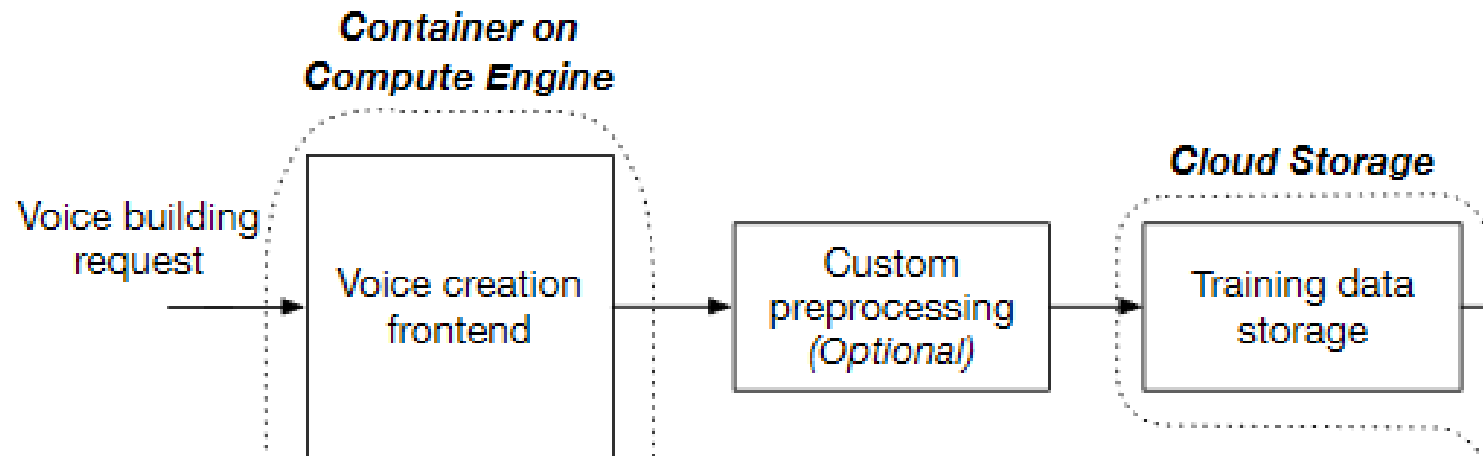 Container on
Compute Engine
Cloud Storage
Voice building
request
Voice creation
frontend
Custom
preprocessing
(Optional)
Training data
storage